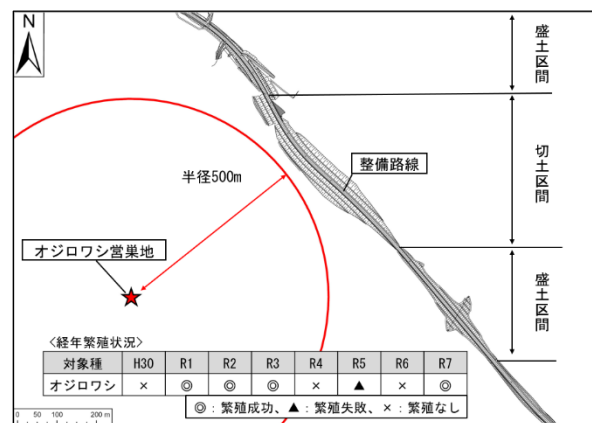 N
盛土区間
切土区間
盛土区間
整備路線
半径500m
オジロワシ営巣地
<経年繁殖状況>
対象種 H30 R1 R2 R3 R4 R5 R6 R7
オジロワシ × ◎ ◎ ◎ × ▲ × ◎
◎：繁殖成功、▲：繁殖失敗、×：繁殖なし
0 50 100 200 m